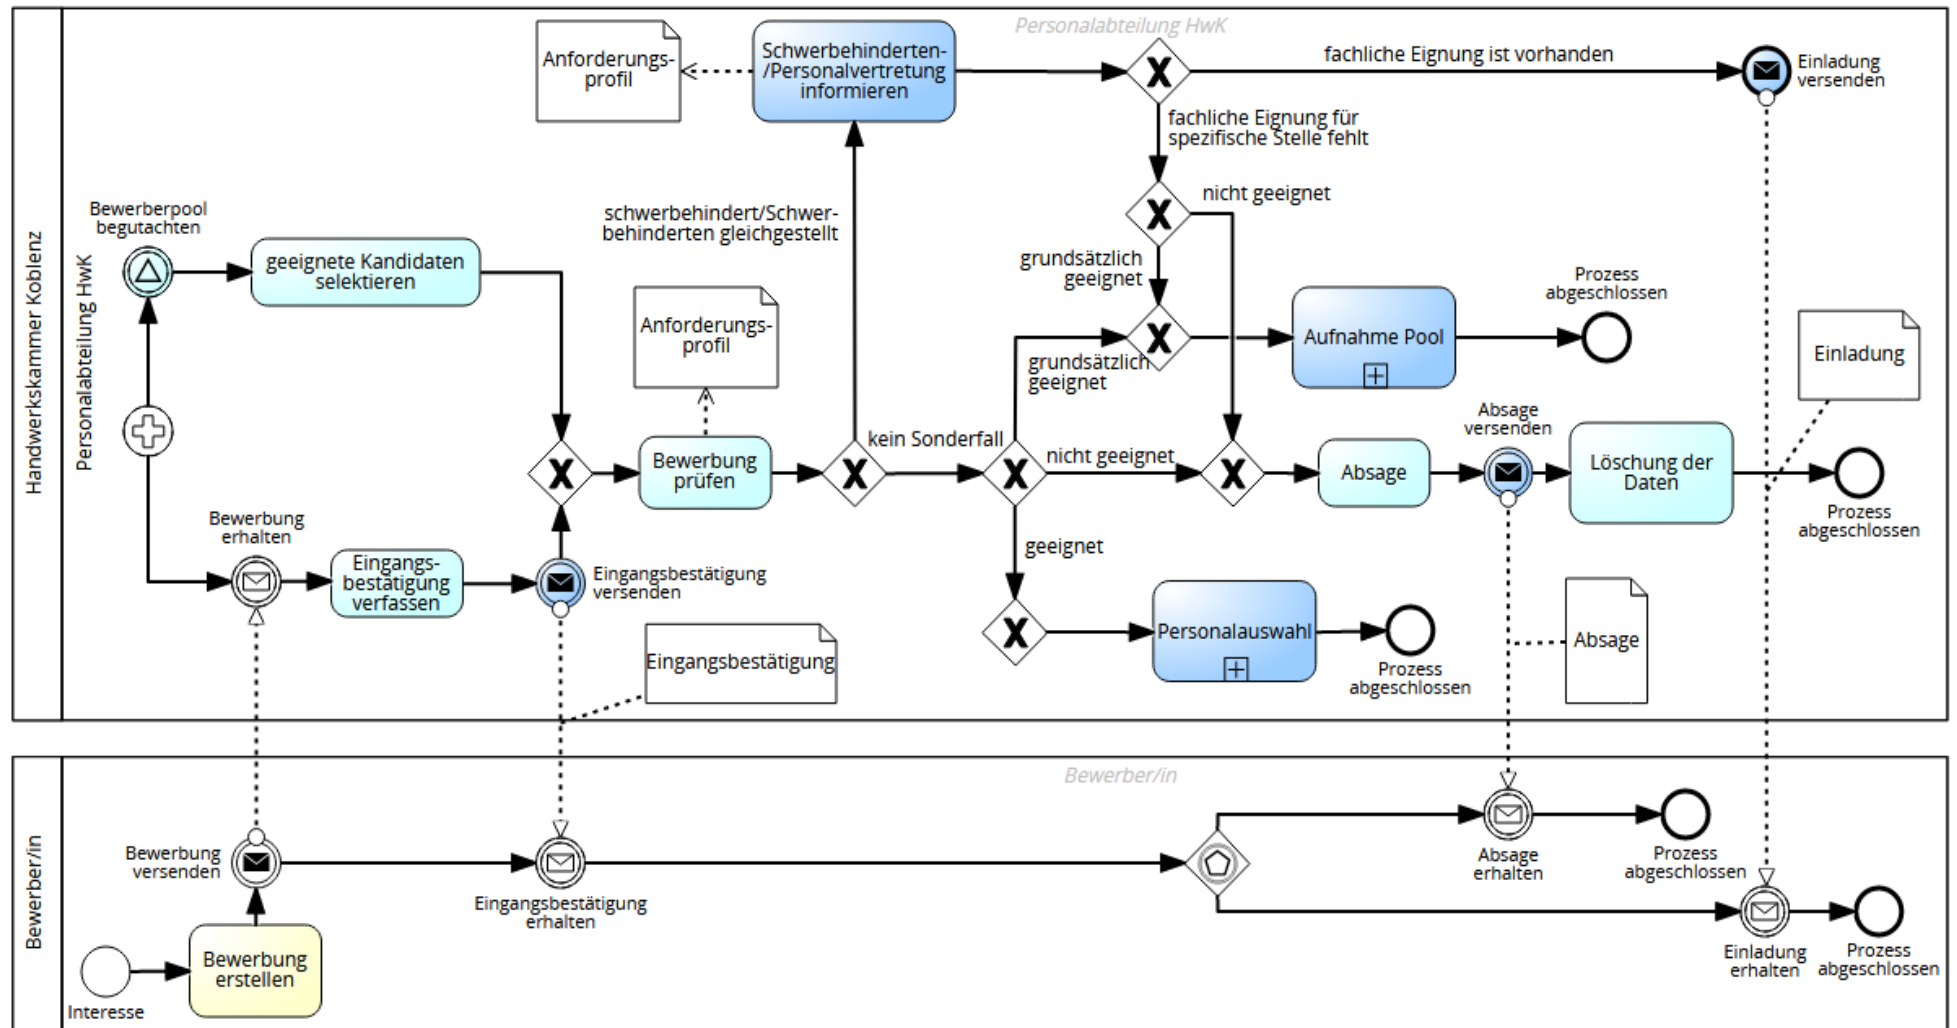 Personalabteilung HwK
Handwerkskammer Koblenz
Personalabteilung HwK
Anforderungs-
profil
Schwerbehinderten-
/Personalvertretung
informieren
fachliche Eignung ist vorhanden
Einladung
versenden
fachliche Eignung für
spezifische Stelle fehlt
nicht geeignet
Bewerberpool
begutachten
geeignete Kandidaten
selektieren
schwerbehindert/Schwer-
behinderten gleichgestellt
grundsätzlich
geeignet
Prozess
abgeschlossen
Anforderungs-
profil
grundsätzlich
geeignet
Aufnahme Pool
Einladung
kein Sonderfall
nicht geeignet
Bewerbung
prüfen
Absage
Absage
versenden
Löschung der
Daten
Prozess
abgeschlossen
Bewerbung
erhalten
Eingangs-
bestätigung
verfassen
Eingangsbestätigung
versenden
geeignet
Personalauswahl
Prozess
abgeschlossen
Absage
Eingangsbestätigung
Bewerber/in
Bewerber/in
Bewerbung
versenden
Eingangsbestätigung
erhalten
Absage
erhalten
Prozess
abgeschlossen
Bewerbung
erstellen
Interesse
Einladung
erhalten
Prozess
abgeschlossen